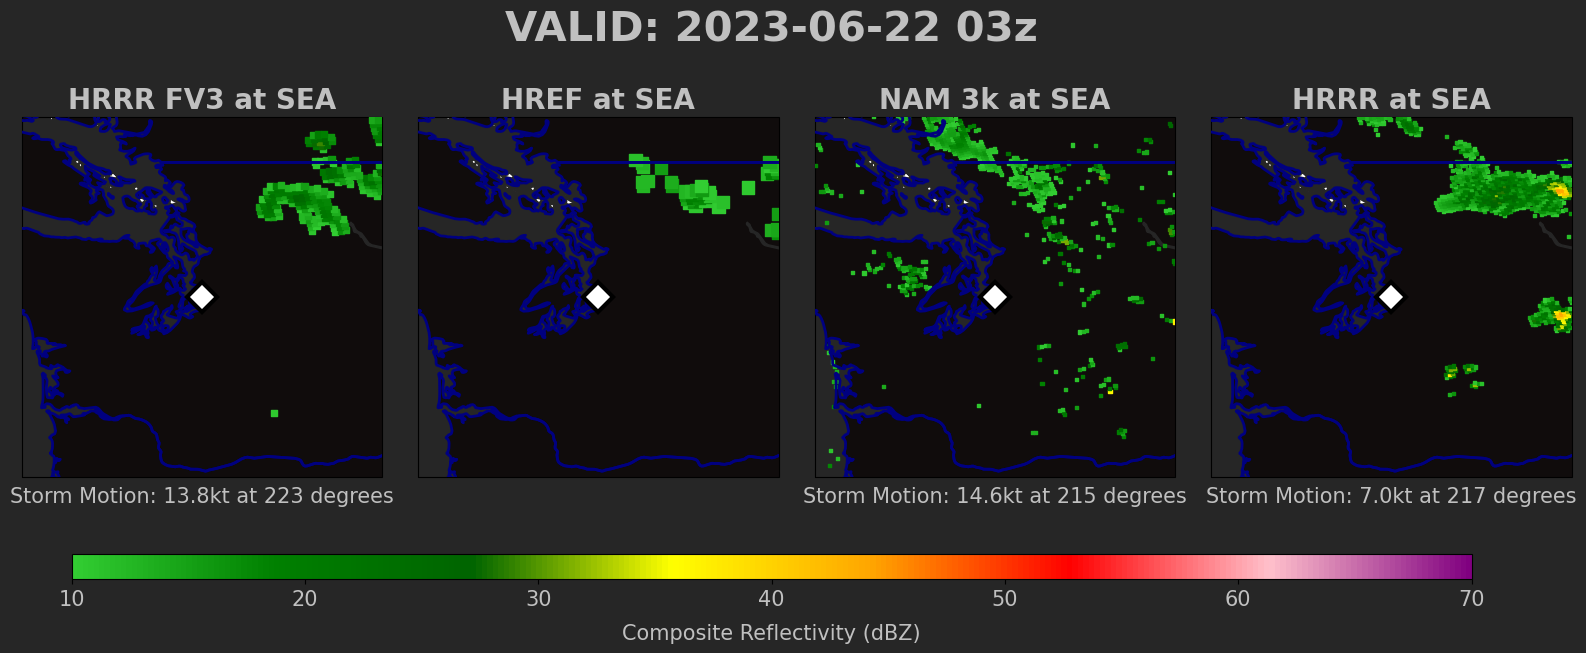 VALID: 2023-06-22 03z
HRRR FV3 at SEA
HREF at SEA
NAM 3k at SEA
HRRR at SEA
Storm Motion: 13.8kt at 223 degrees
Storm Motion: 14.6kt at 215 degrees
Storm Motion: 7.0kt at 217 degrees
10 20 30 40 50 60 70
Composite Reflectivity (dBZ)